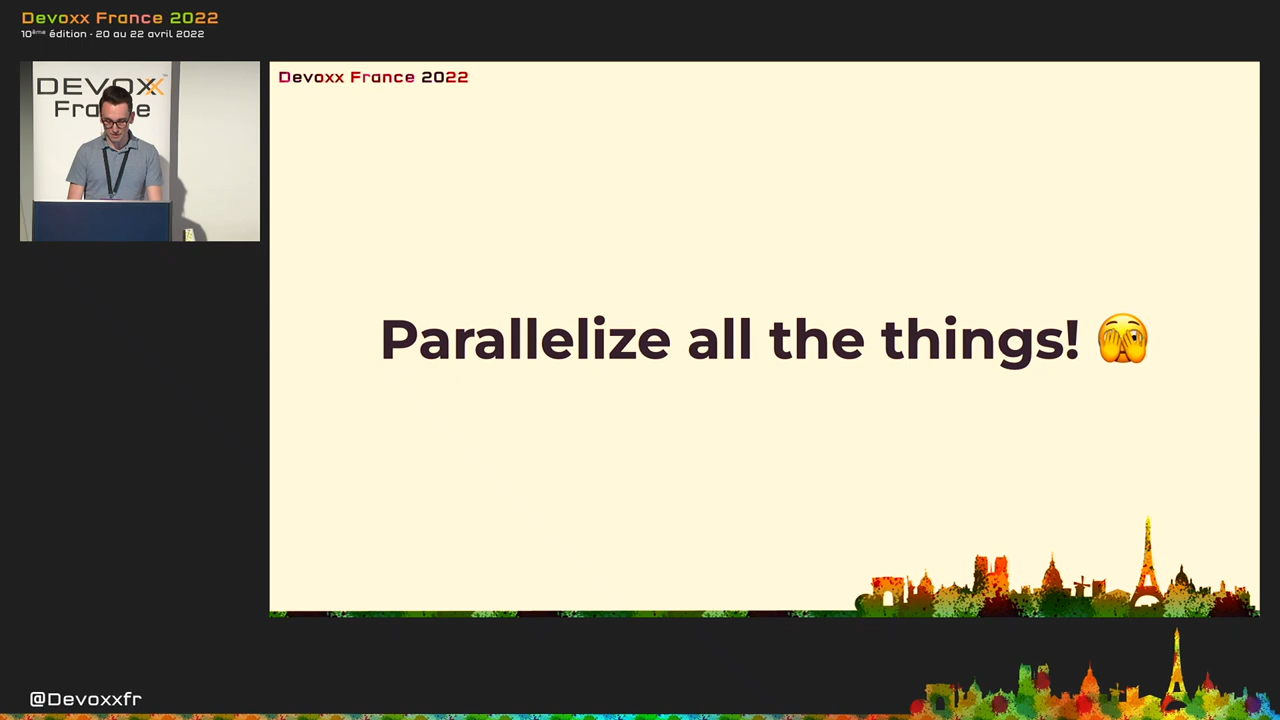 Devoxx France 2022
10ème édition - 20 au 22 avril 2022
DEVOXX
France
Devoxx France 2022
Parallelize all the things! 🫣
@Devoxxfr